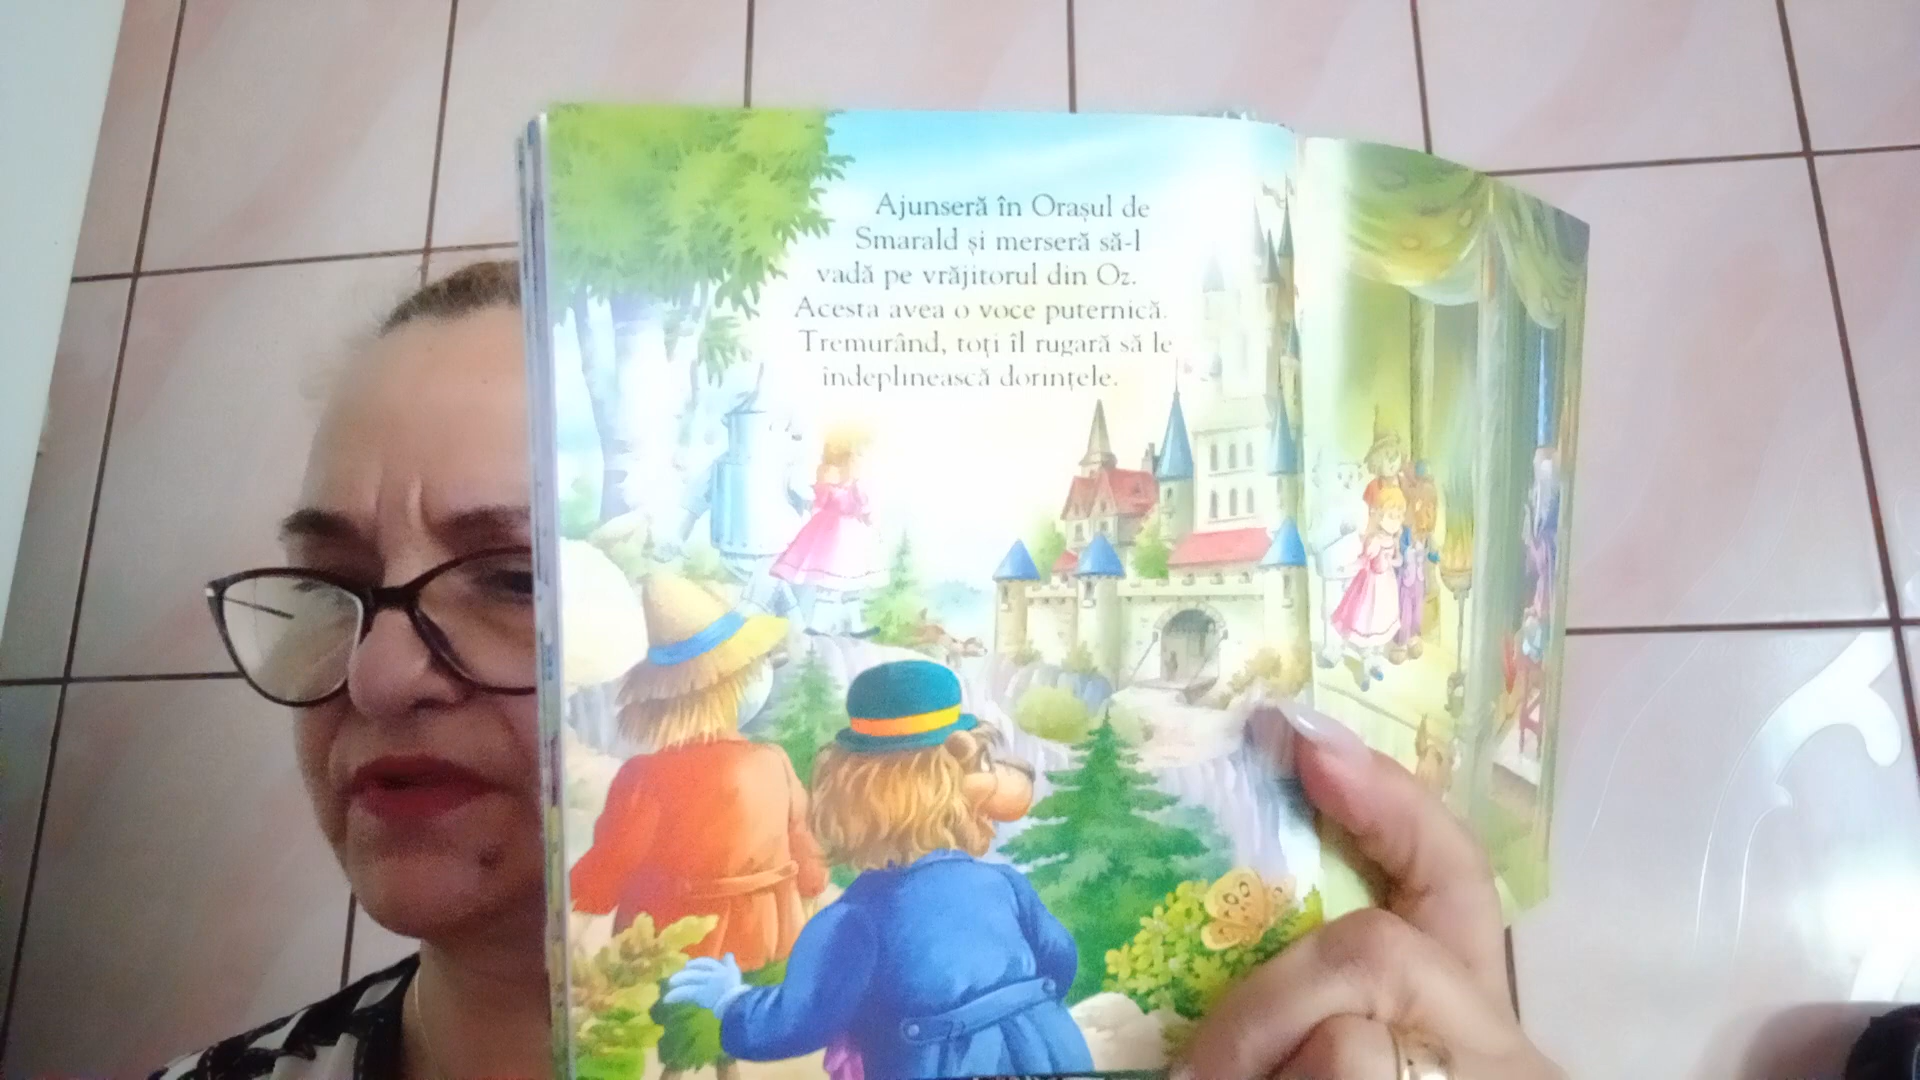 Ajunseră în Orașul de
Smarald și merseră să-l
vadă pe vrăjitorul din Oz.
Acesta avea o voce puternică.
Tremurând, toți îl rugară să le
îndeplinească dorințele.